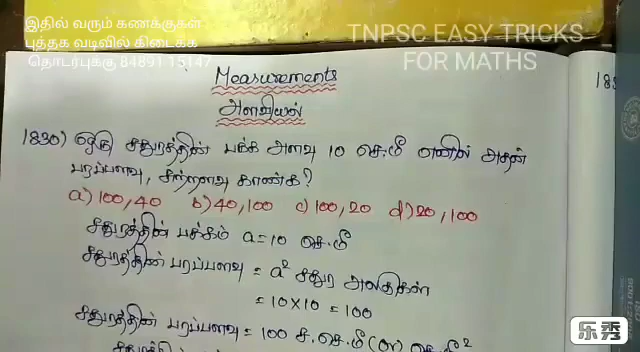 இதில் வரும் கணக்குகள்
புத்தக வடிவில் கிடைக்க
தொடர்புக்கு 84891 15147
TNPSC EASY TRICKS
FOR MATHS
Measurements
அளவியல்
1830) ஒரு சதுரத்தின் பக்க அளவு 10 செ.மீ எனில் அதன்
பரப்பளவு, சுற்றளவு காண்க?
a) 100, 40 b) 40, 100 c) 100, 20 d) 20, 100
சதுரத்தின் பக்கம் a = 10 செ.மீ
சதுரத்தின் பரப்பளவு = a² சதுர அலகுகள்
= 10 × 10 = 100
சதுரத்தின் பரப்பளவு = 100 ச.செ.மீ (or) செ.மீ²
183
乐秀